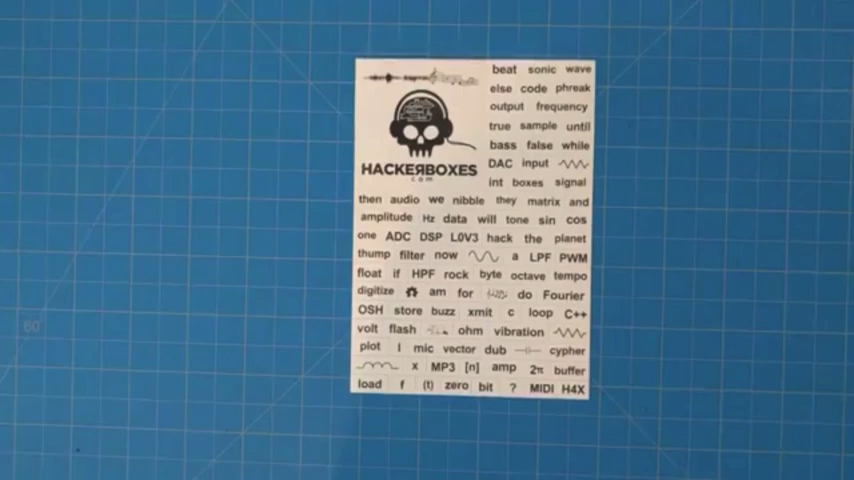 beat sonic wave
else code phreak
output frequency
true sample until
bass false while
DAC input
int boxes signal
HACKERBOXES
com
then audio we nibble they matrix and
amplitude Hz data will tone sin cos
one ADC DSP L0V3 hack the planet
thump filter now a LPF PWM
float if HPF rock byte octave tempo
digitize am for do Fourier
OSH store buzz xmit c loop C++
volt flash ohm vibration
plot I mic vector dub cypher
x MP3 [n] amp 2π buffer
load f (t) zero bit ? MIDI H4X
60